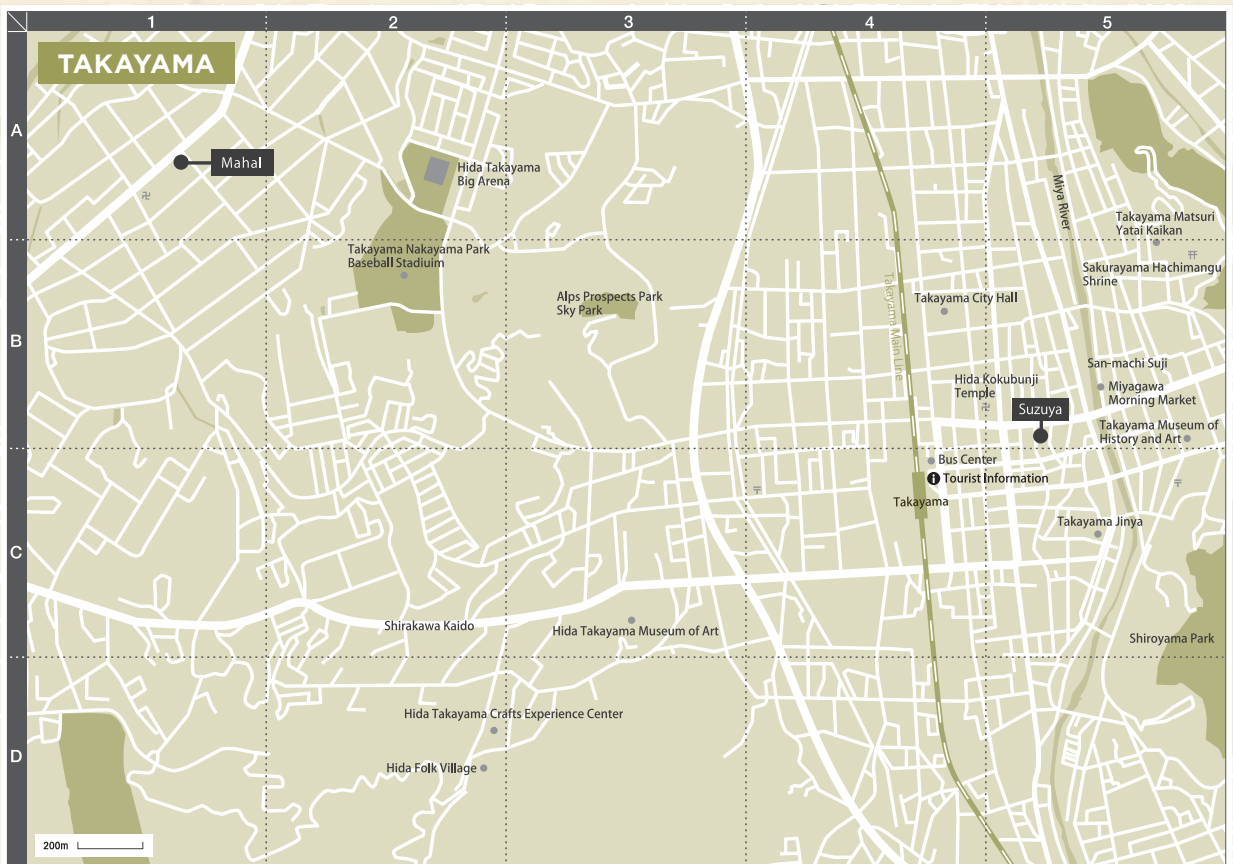 1 2 3 4 5
TAKAYAMA
A
Mahal
Hida Takayama
Big Arena
Miya River
Takayama Matsuri
Yatai Kaikan
Takayama Nakayama Park
Baseball Stadiuim
Sakurayama Hachimangu
Shrine
Alps Prospects Park
Sky Park
Takayama Main Line
Takayama City Hall
B
San-machi Suji
Hida Kokubunji
Temple
Miyagawa
Morning Market
Suzuya
Takayama Museum of
History and Art
Bus Center
Tourist Information
Takayama
Takayama Jinya
C
Shirakawa Kaido
Hida Takayama Museum of Art
Shiroyama Park
Hida Takayama Crafts Experience Center
D
Hida Folk Village
200m